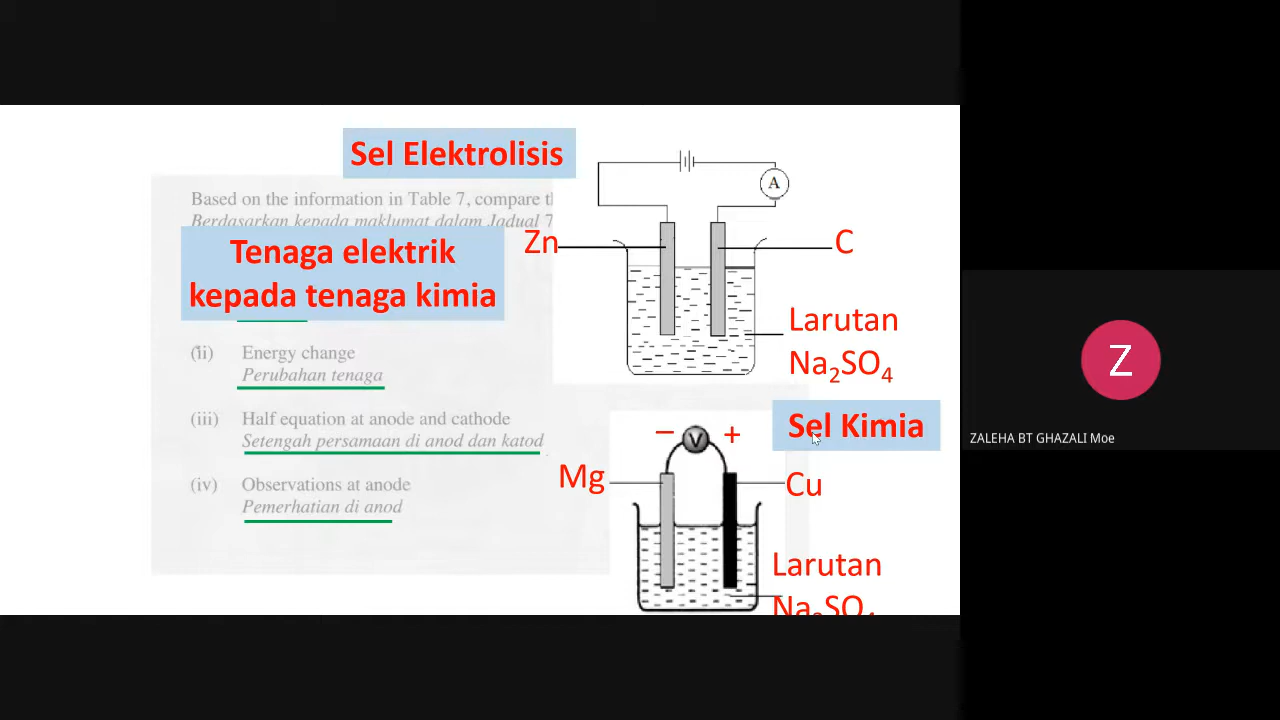 Sel Elektrolisis
Based on the information in Table 7, compare
Berdasarkan kepada maklumat dalam Jadual 7
Tenaga elektrik
kepada tenaga kimia
A
Zn
C
Larutan
Na₂SO₄
(ii) Energy change
Perubahan tenaga
(iii) Half equation at anode and cathode
Setengah persamaan di anod dan katod
(iv) Observations at anode
Pemerhatian di anod
Sel Kimia
− V +
Mg
Cu
Larutan
Na₂SO₄
Z
ZALEHA BT GHAZALI Moe